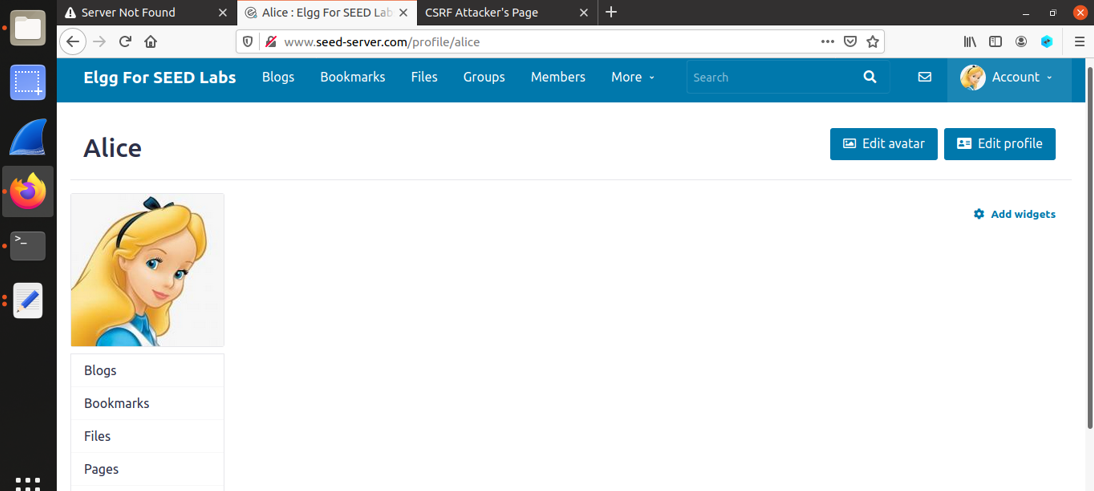 Server Not Found
Alice : Elgg For SEED Lab
CSRF Attacker's Page
www.seed-server.com/profile/alice
Elgg For SEED Labs Blogs Bookmarks Files Groups Members More Search Account
Alice
Edit avatar Edit profile
Add widgets
Blogs
Bookmarks
Files
Pages